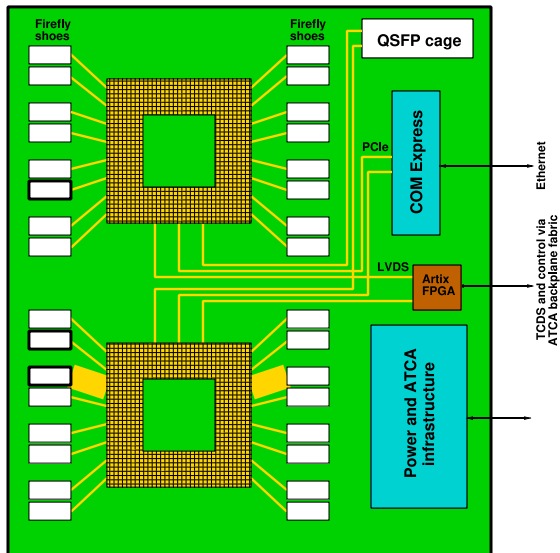 Firefly
shoes
Firefly
shoes
QSFP cage
PCIe
COM Express
Ethernet
LVDS
Artix
FPGA
TCDS and control via
ATCA backplane fabric
Power and ATCA
infrastructure